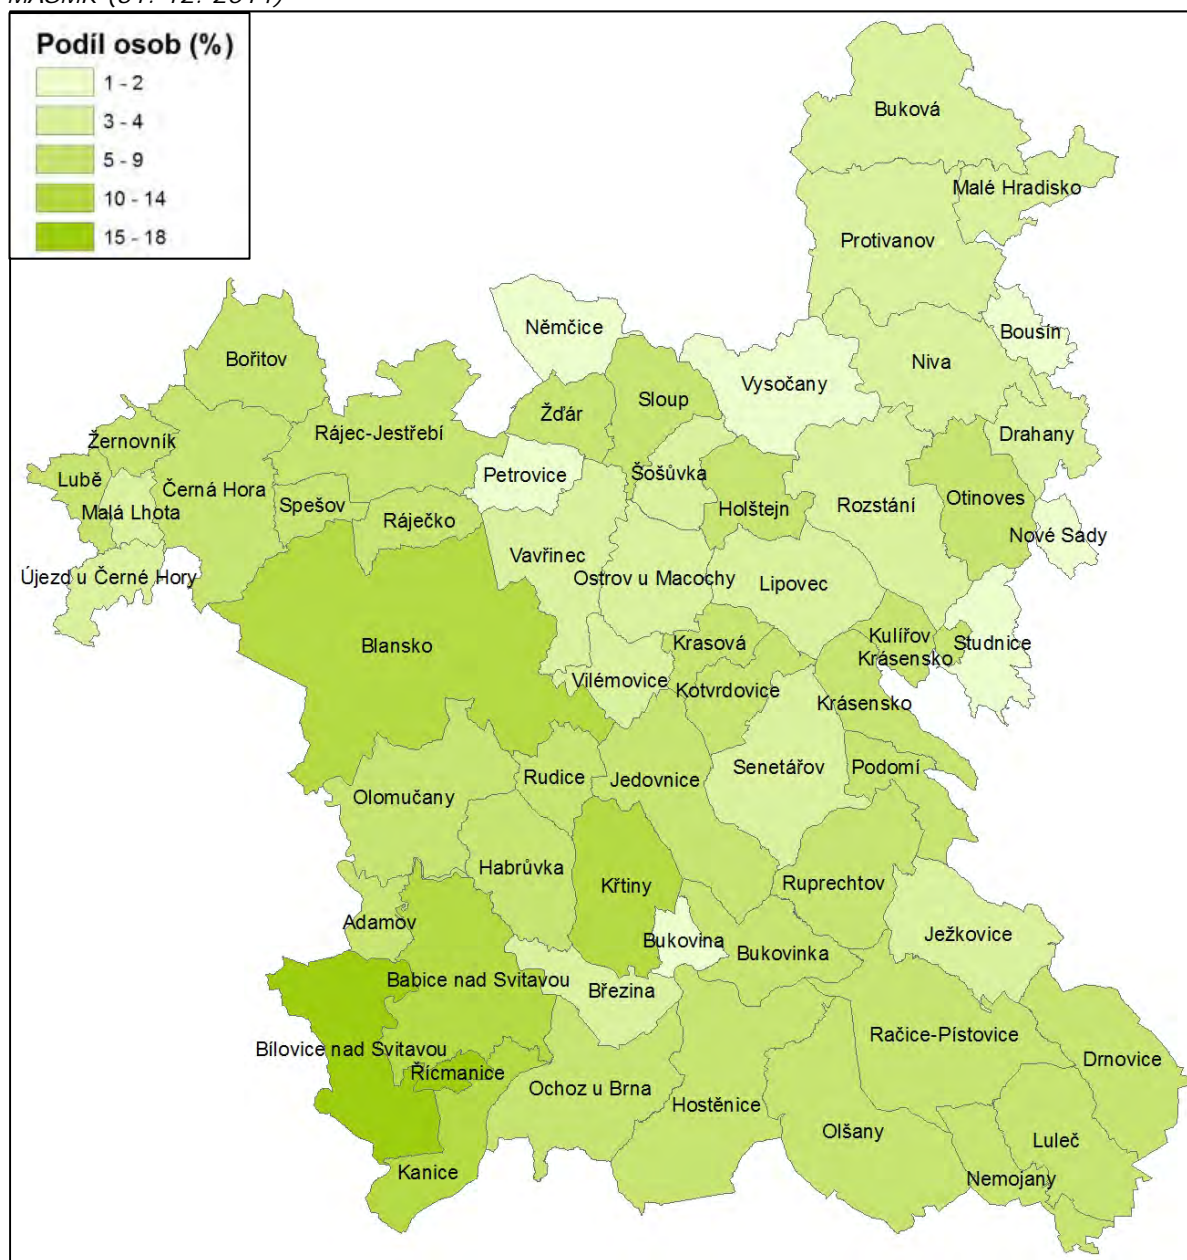 MASMK (31. 12. 2011)
Podíl osob (%)
1 - 2
3 - 4
5 - 9
10 - 14
15 - 18
Buková
Malé Hradisko
Protivanov
Němčice
Bousín
Bořitov
Vysočany
Niva
Sloup
Žďár
Rájec-Jestřebí
Drahany
Žernovník
Petrovice
Šošůvka
Lubě
Černá Hora
Otinoves
Spešov
Holštejn
Rozstání
Malá Lhota
Ráječko
Nové Sady
Vavřinec
Újezd u Černé Hory
Ostrov u Macochy
Lipovec
Blansko
Krasová
Kulířov
Studnice
Krásensko
Vilémovice
Kotvrdovice
Krásensko
Senetářov
Podomí
Rudice
Jedovnice
Olomučany
Habrůvka
Křtiny
Ruprechtov
Adamov
Bukovina
Ježkovice
Bukovinka
Babice nad Svitavou
Březina
Račice-Pístovice
Bílovice nad Svitavou
Drnovice
Řícmanice
Ochoz u Brna
Hostěnice
Olšany
Luleč
Kanice
Nemojany